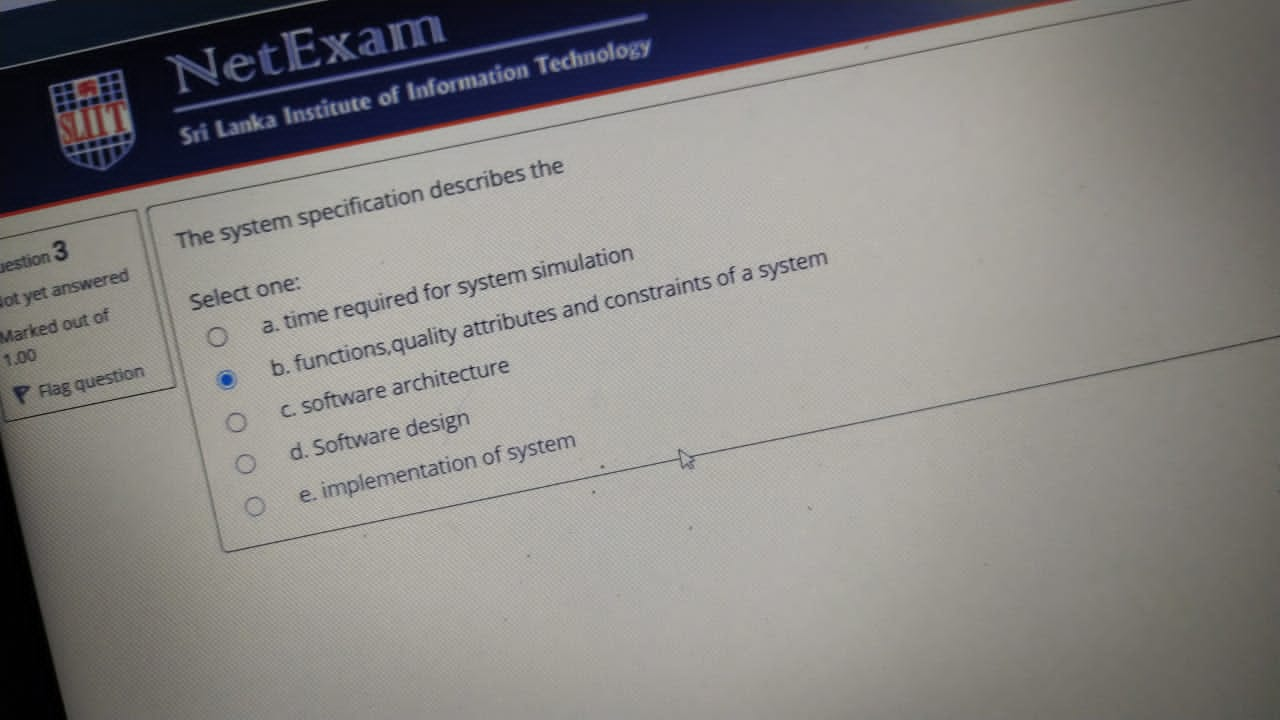 NetExam
Sri Lanka Institute of Information Technology
SLIIT
uestion 3
Not yet answered
Marked out of
1.00
Flag question
The system specification describes the
Select one:
a. time required for system simulation
b. functions,quality attributes and constraints of a system
c. software architecture
d. Software design
e. implementation of system